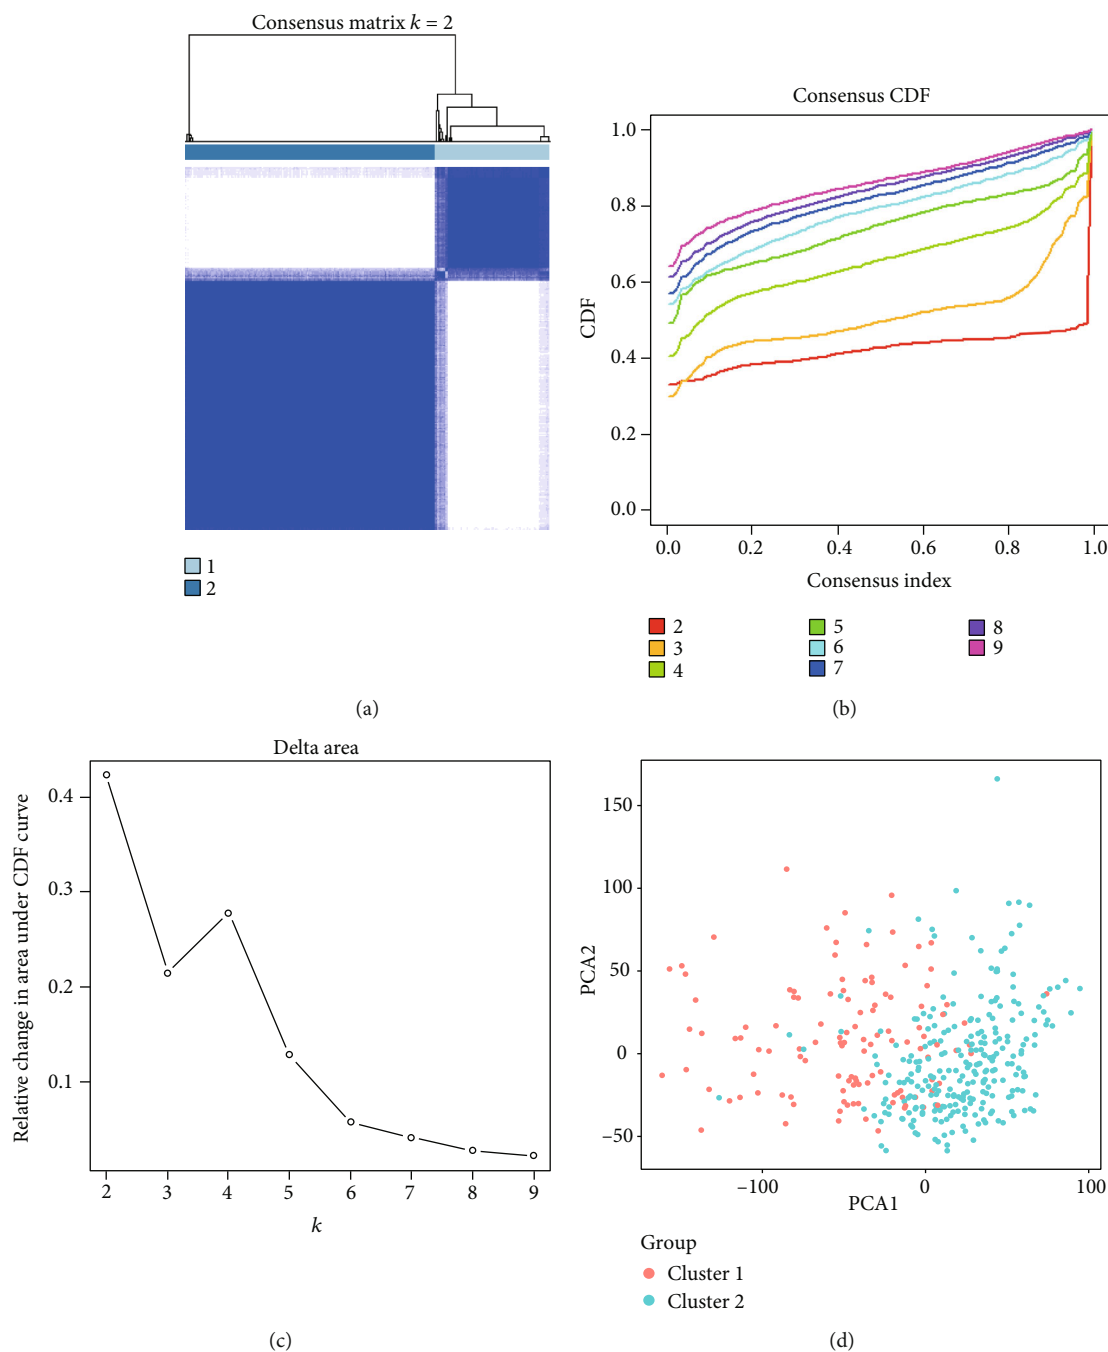 Consensus matrix k = 2
1
2
(a)
Consensus CDF
CDF
1.0
0.8
0.6
0.4
0.2
0.0
0.0 0.2 0.4 0.6 0.8 1.0
Consensus index
2 5 8
3 6 9
4 7
(b)
Delta area
Relative change in area under CDF curve
0.4
0.3
0.2
0.1
2 3 4 5 6 7 8 9
k
(c)
PCA2
150
100
50
0
−50
−100 0 100
PCA1
Group
Cluster 1
Cluster 2
(d)